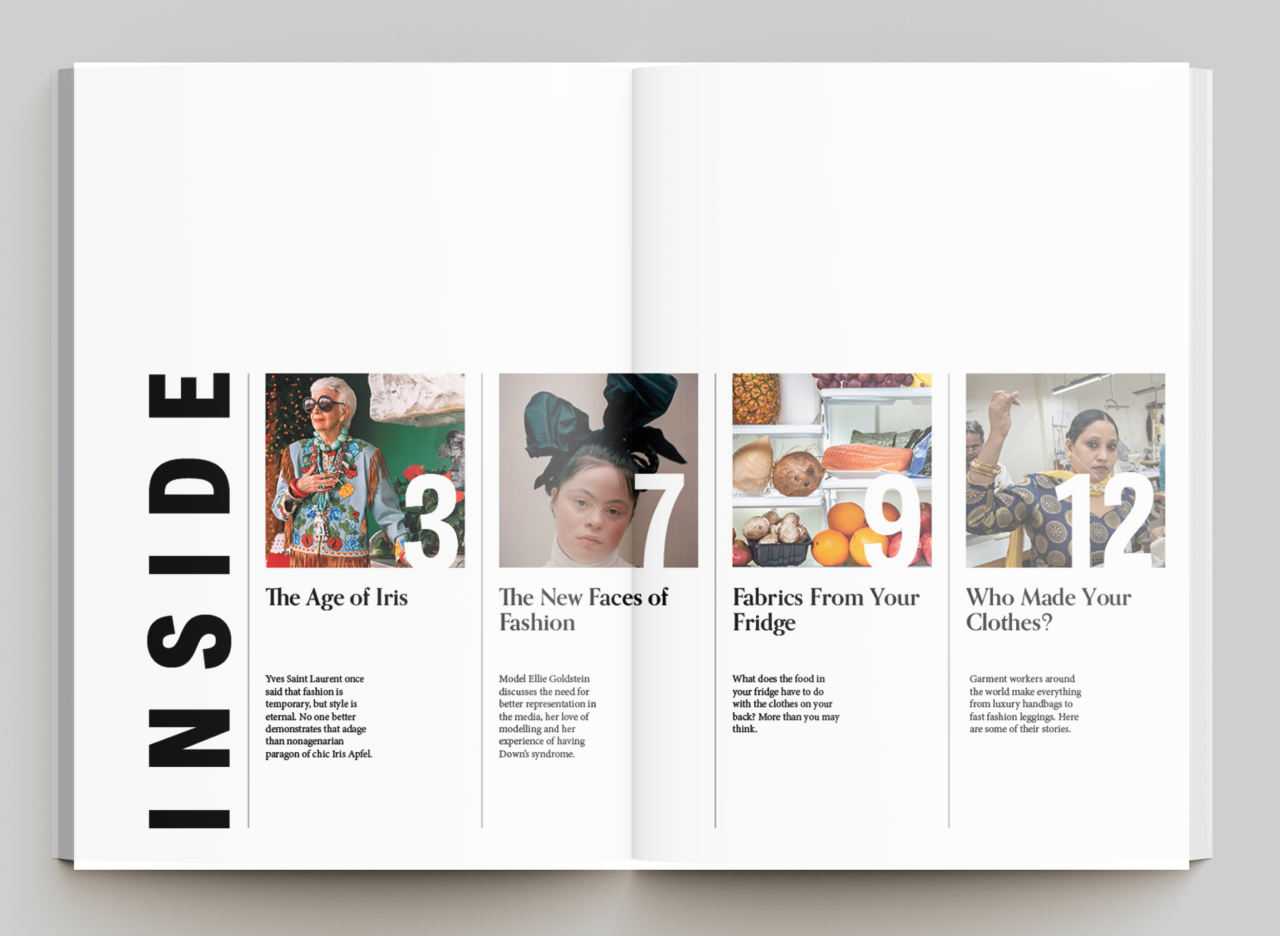 INSIDE
3
The Age of Iris
Yves Saint Laurent once
said that fashion is
temporary, but style is
eternal. No one better
demonstrates that adage
than nonagenarian
paragon of chic Iris Apfel.
7
The New Faces of
Fashion
Model Ellie Goldstein
discusses the need for
better representation in
the media, her love of
modelling and her
experience of having
Down's syndrome.
9
Fabrics From Your
Fridge
What does the food in
your fridge have to do
with the clothes on your
back? More than you may
think.
12
Who Made Your
Clothes?
Garment workers around
the world make everything
from luxury handbags to
fast fashion leggings. Here
are some of their stories.